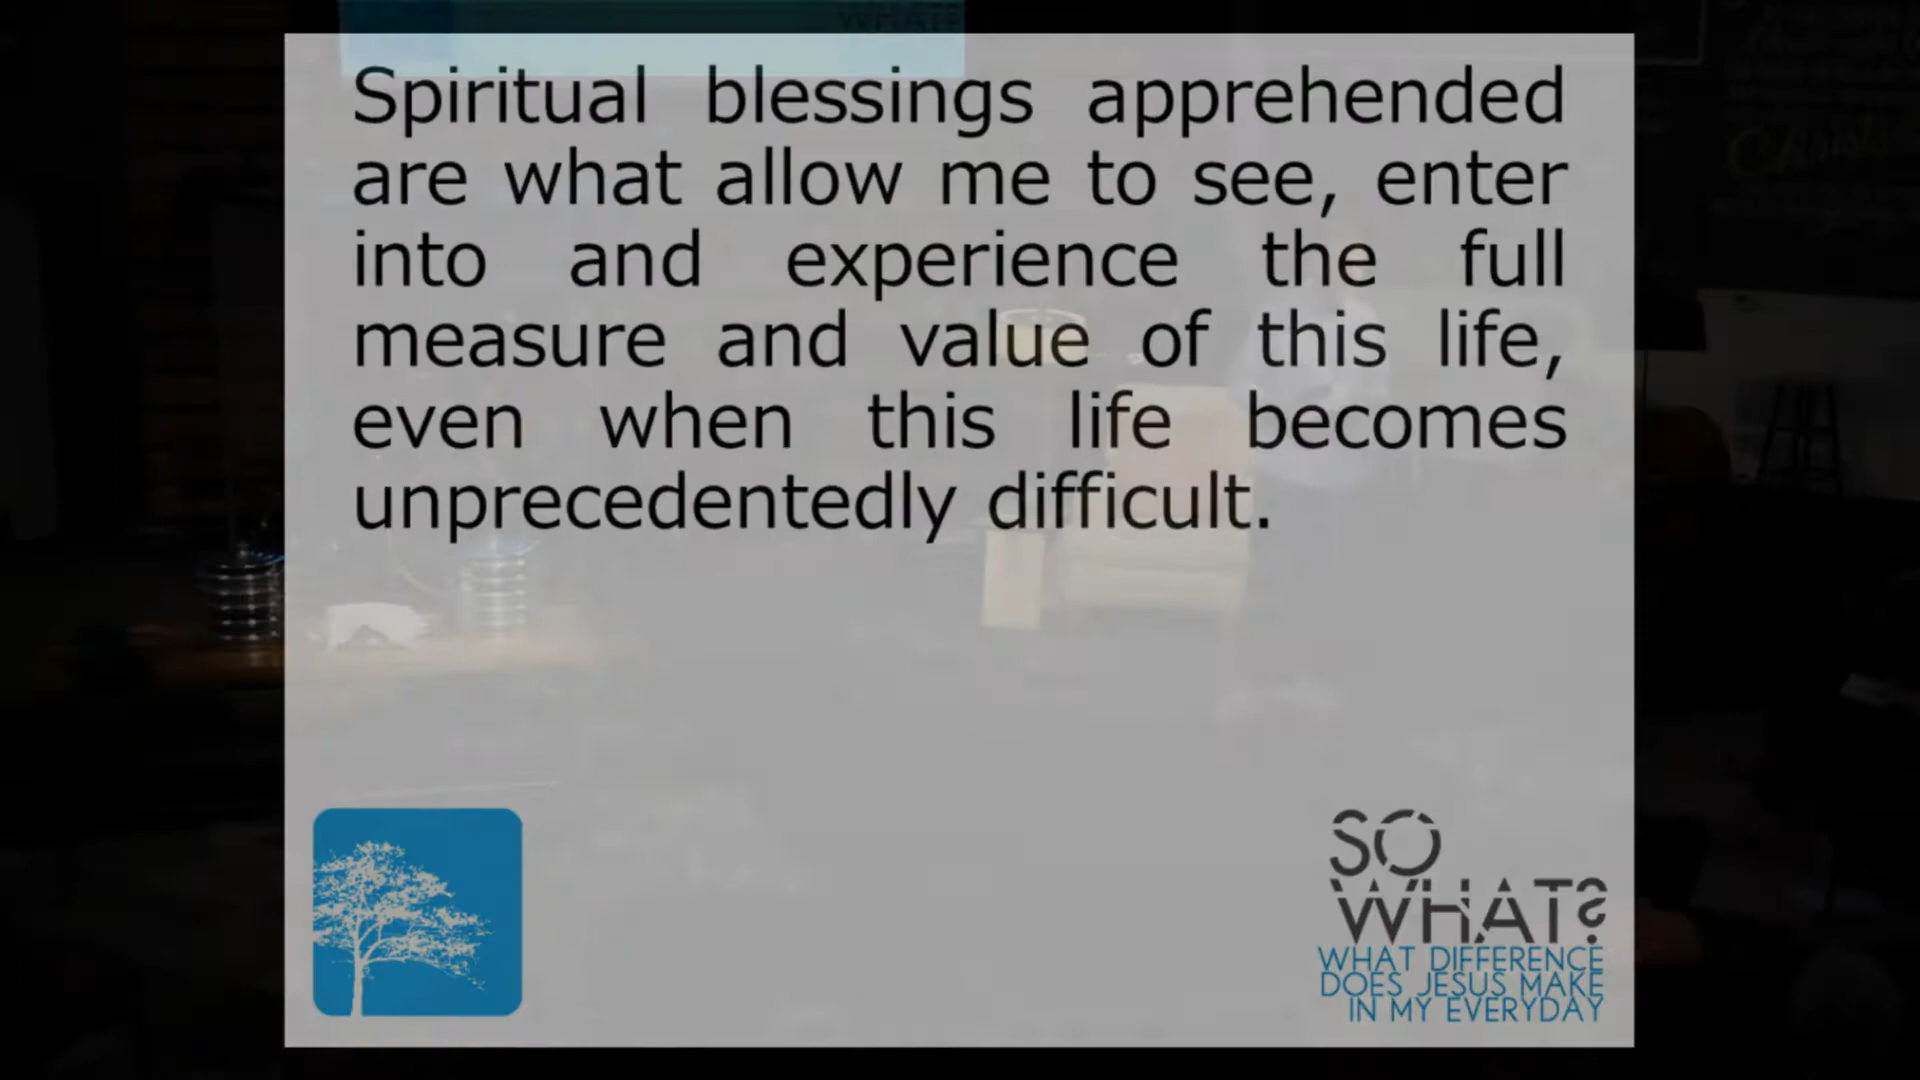 Spiritual blessings apprehended
are what allow me to see, enter
into and experience the full
measure and value of this life,
even when this life becomes
unprecedentedly difficult.
SO
WHAT?
WHAT DIFFERENCE
DOES JESUS MAKE
IN MY EVERYDAY